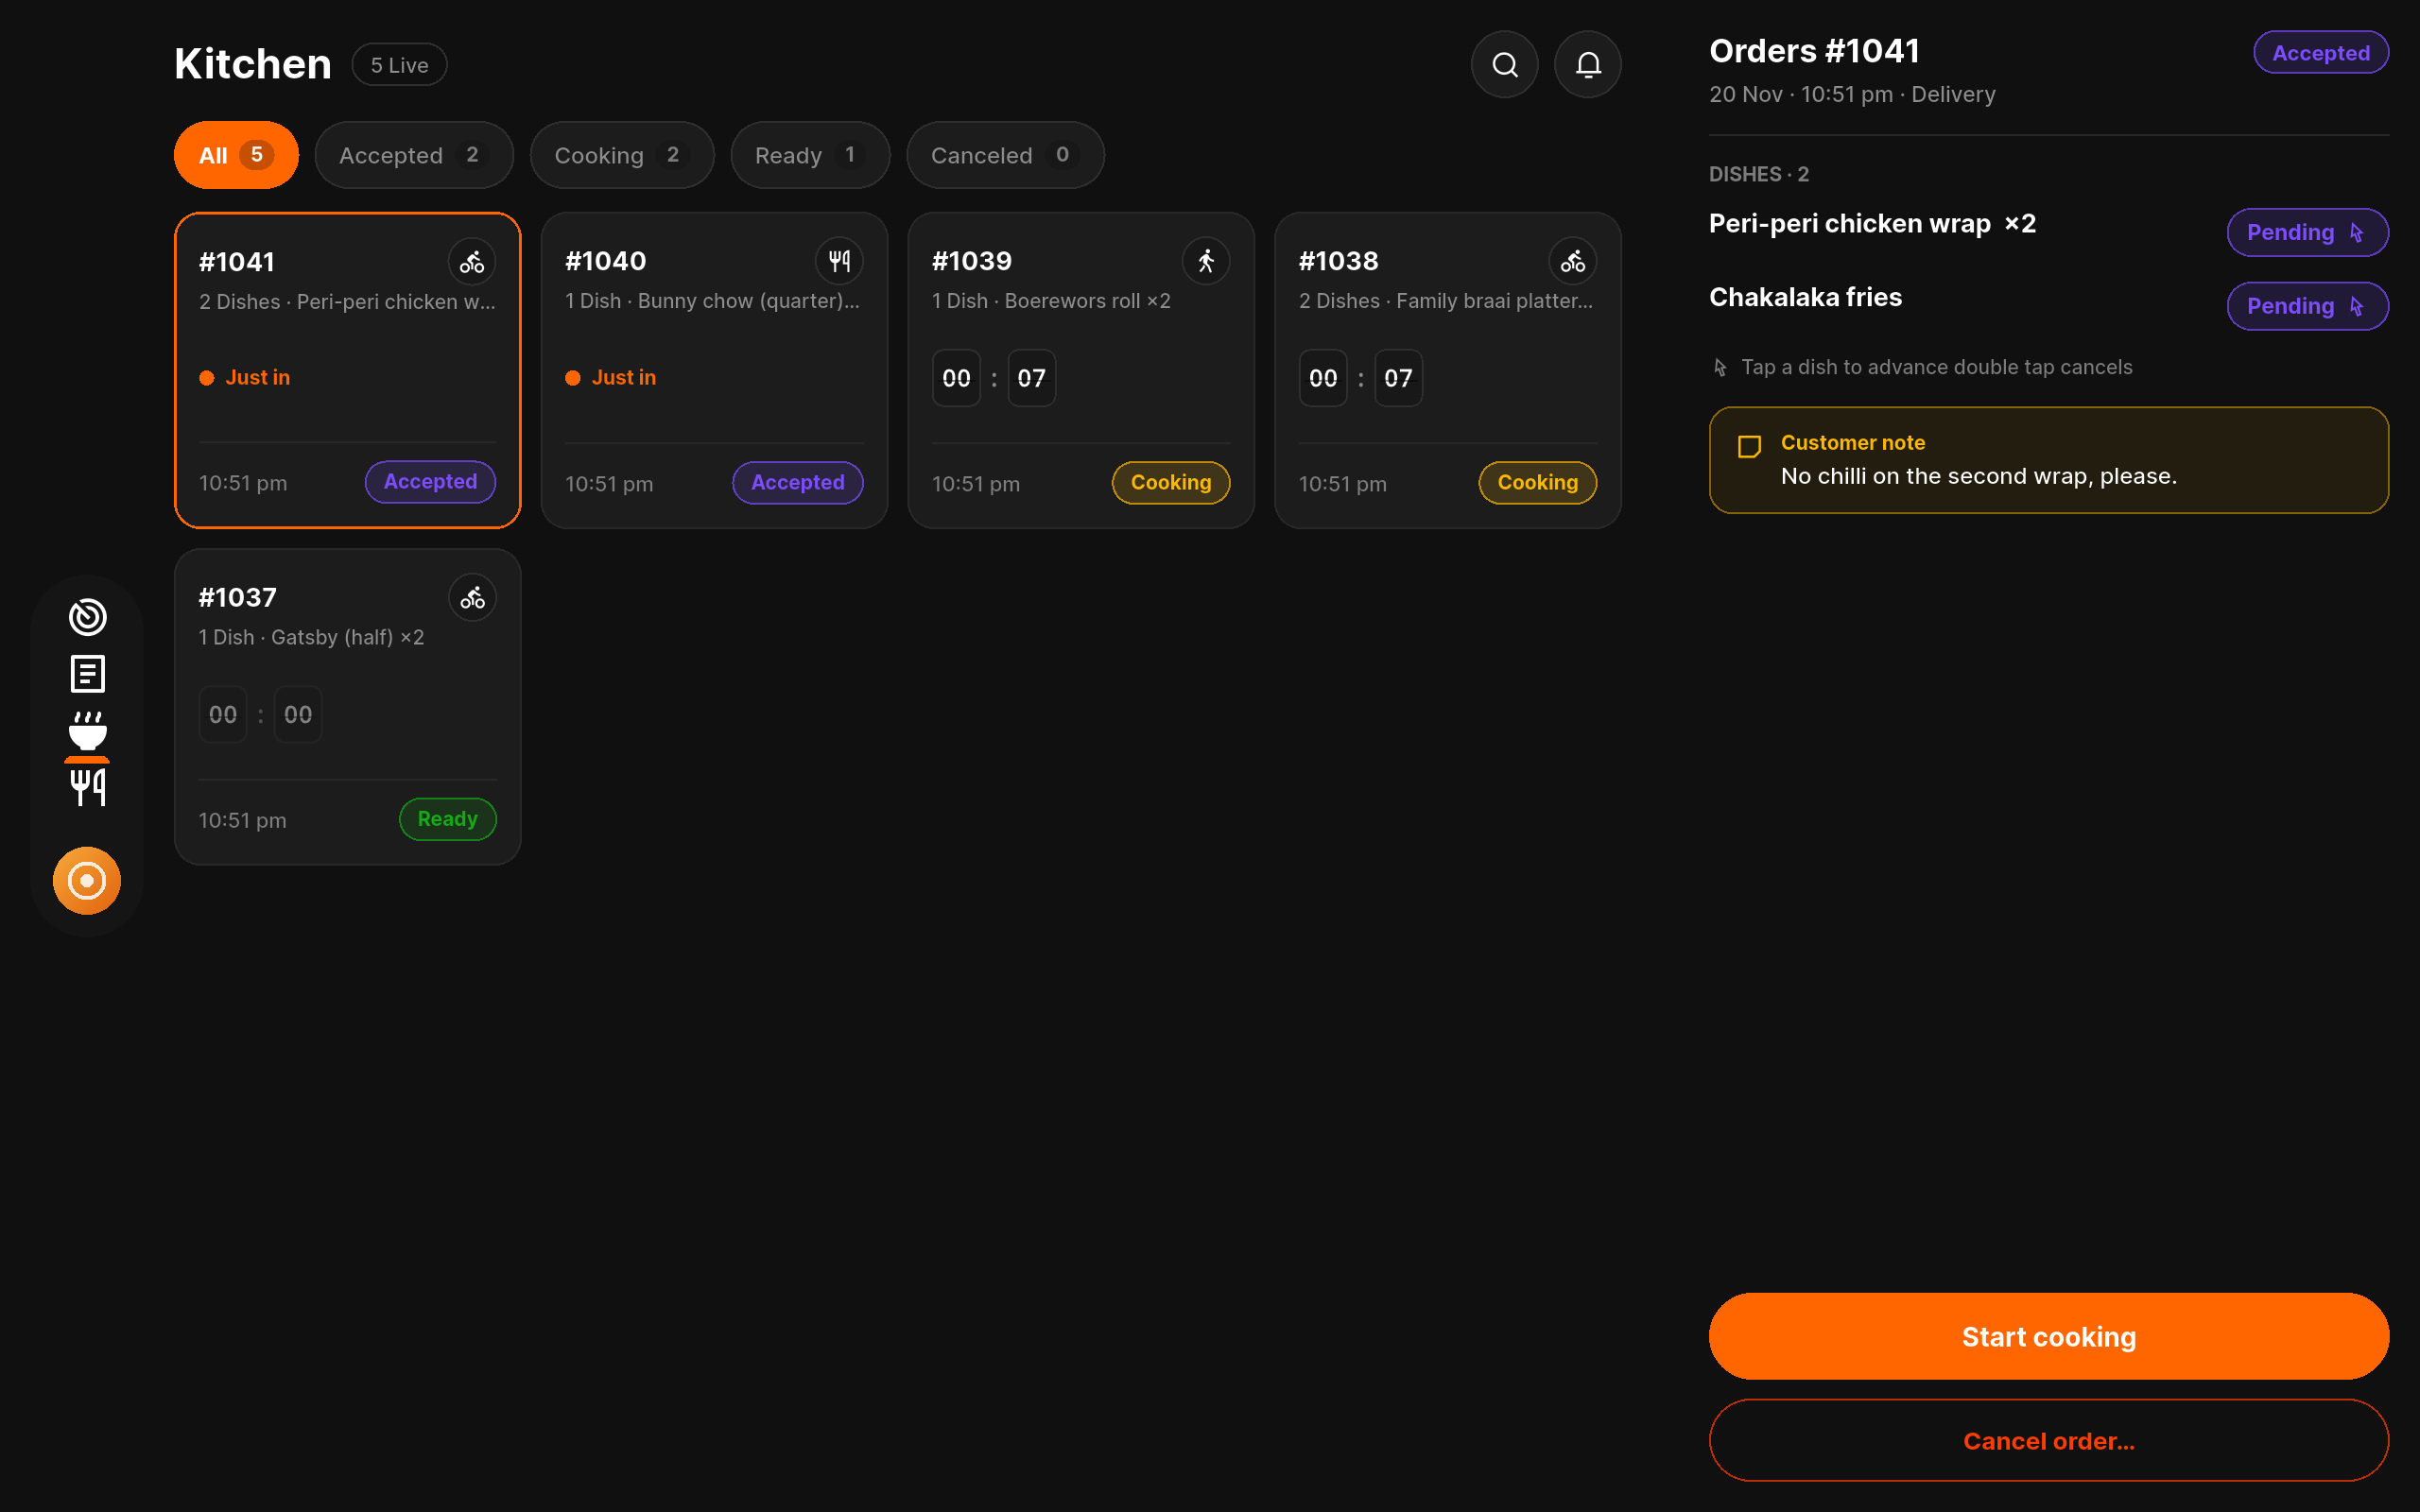 Kitchen
5 Live
All 5
Accepted 2
Cooking 2
Ready 1
Canceled 0
#1041
2 Dishes · Peri-peri chicken w...
Just in
10:51 pm
Accepted
#1040
1 Dish · Bunny chow (quarter)...
Just in
10:51 pm
Accepted
#1039
1 Dish · Boerewors roll ×2
00 : 07
10:51 pm
Cooking
#1038
2 Dishes · Family braai platter...
00 : 07
10:51 pm
Cooking
#1037
1 Dish · Gatsby (half) ×2
00 : 00
10:51 pm
Ready
Orders #1041
Accepted
20 Nov · 10:51 pm · Delivery
DISHES · 2
Peri-peri chicken wrap ×2
Pending
Chakalaka fries
Pending
Tap a dish to advance double tap cancels
Customer note
No chilli on the second wrap, please.
Start cooking
Cancel order...